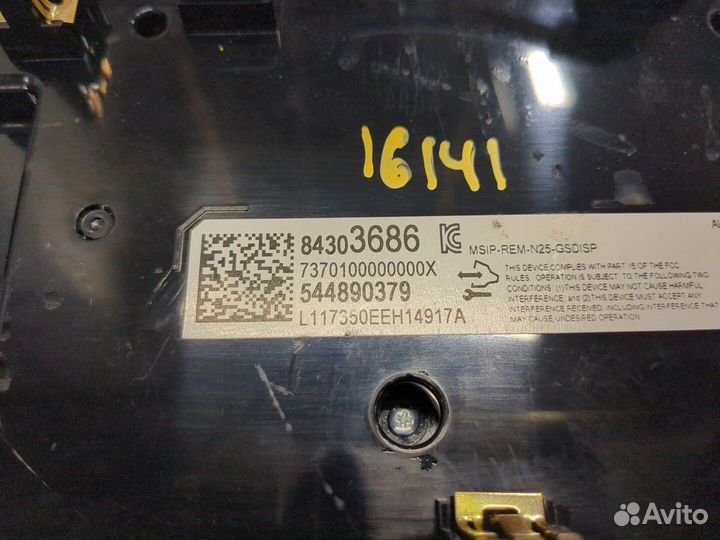 16141
84303686
MSIP-REM-N25-GSDISP
7370100000000X
544890379
L117350EEH14917A
THIS DEVICE COMPLIES WITH PART 15 OF THE FCC
RULES. OPERATION IS SUBJECT TO THE FOLLOWING TWO
CONDITIONS: (1)THIS DEVICE MAY NOT CAUSE HARMFUL
INTERFERENCE, and (2)THIS DEVICE MUST ACCEPT ANY
INTERFERENCE RECEIVED, INCLUDING INTERFERENCE THAT
MAY CAUSE UNDESIRED OPERATION.
Avito